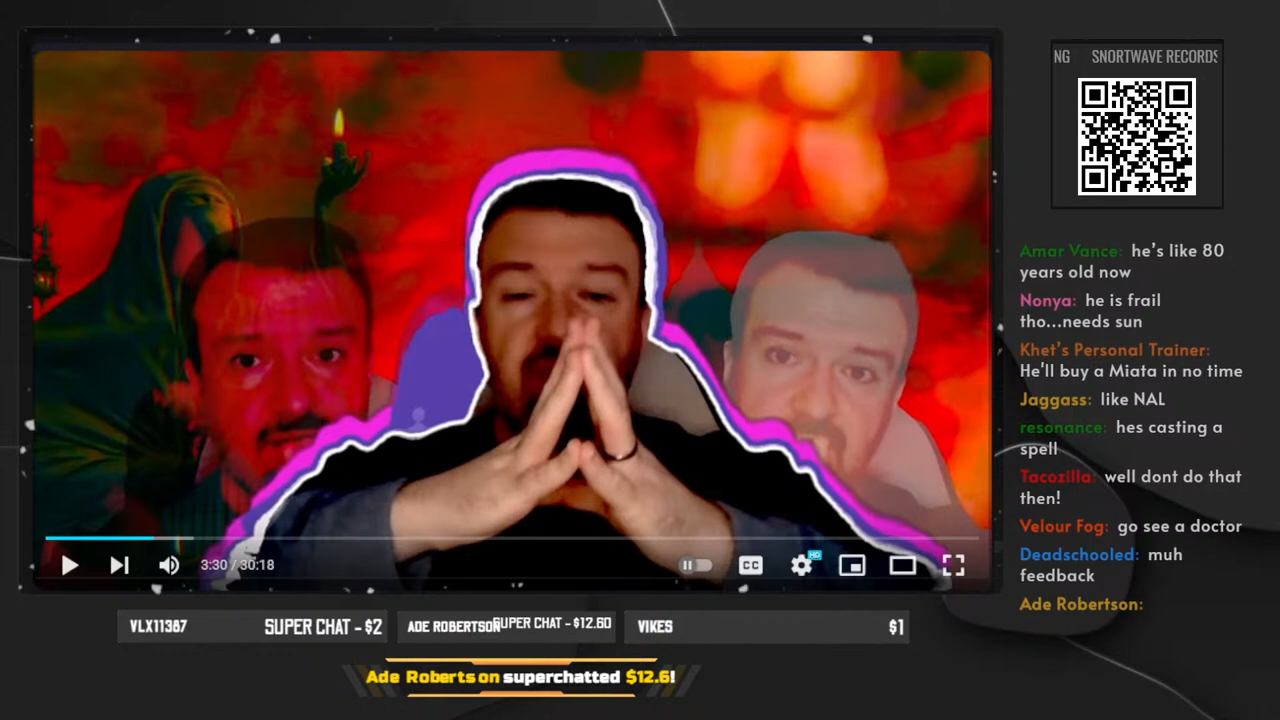 NG SNORTWAVE RECORDS
Amar Vance: he’s like 80
years old now
Nonya: he is frail
tho...needs sun
Khet’s Personal Trainer:
He'll buy a Miata in no time
Jaggass: like NAL
resonance: hes casting a
spell
Tacozilla: well dont do that
then!
Velour Fog: go see a doctor
Deadschooled: muh
feedback
Ade Robertson:
3:30 / 30:18
CC
HD
VLX11387 SUPER CHAT - $2
ADE ROBERTSON SUPER CHAT - $12.60
VIKES $1
Ade Robertson superchatted $12.6!